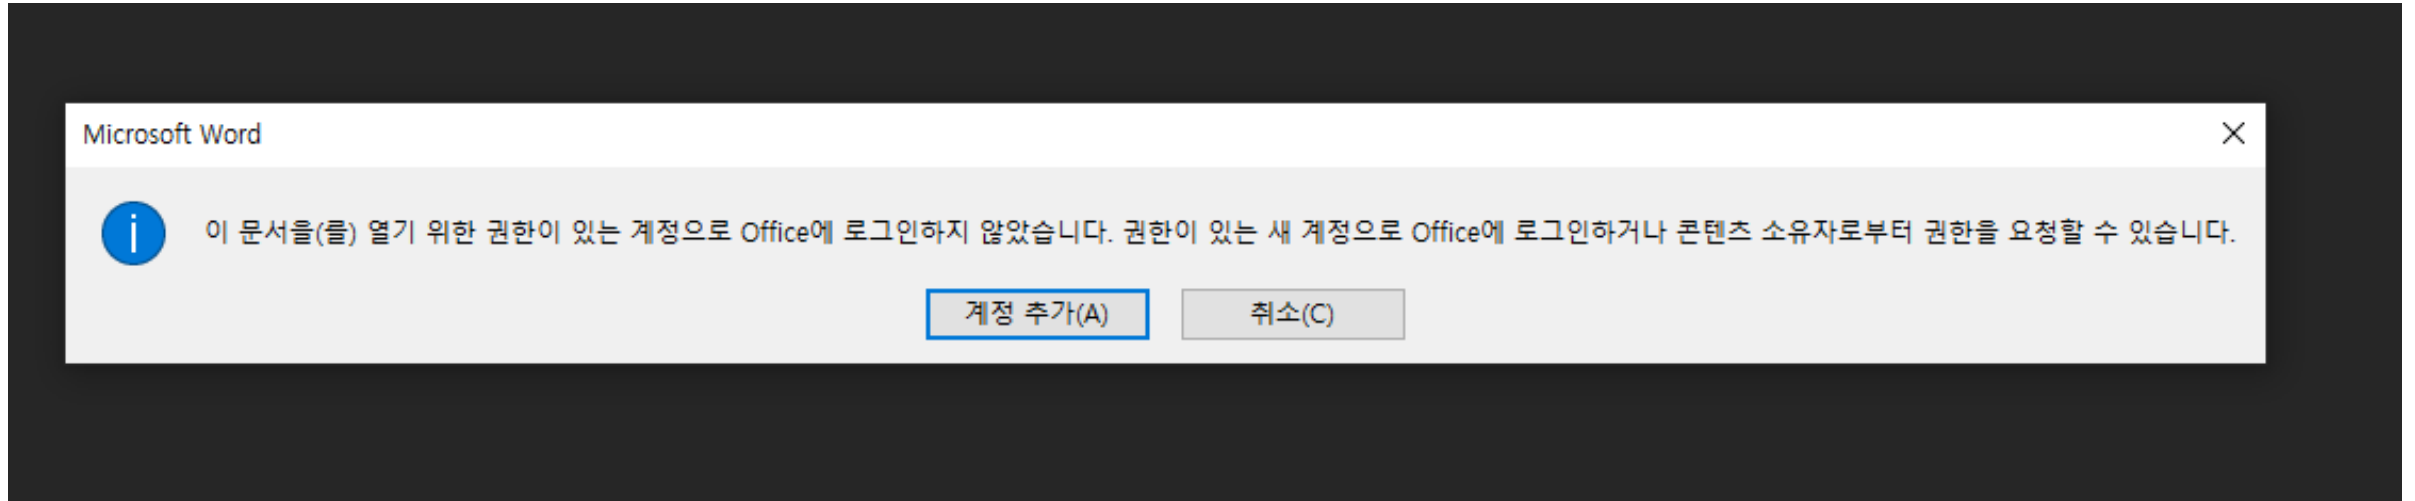 Microsoft Word
이 문서을(를) 열기 위한 권한이 있는 계정으로 Office에 로그인하지 않았습니다. 권한이 있는 새 계정으로 Office에 로그인하거나 콘텐츠 소유자로부터 권한을 요청할 수 있습니다.
계정 추가(A) 취소(C)